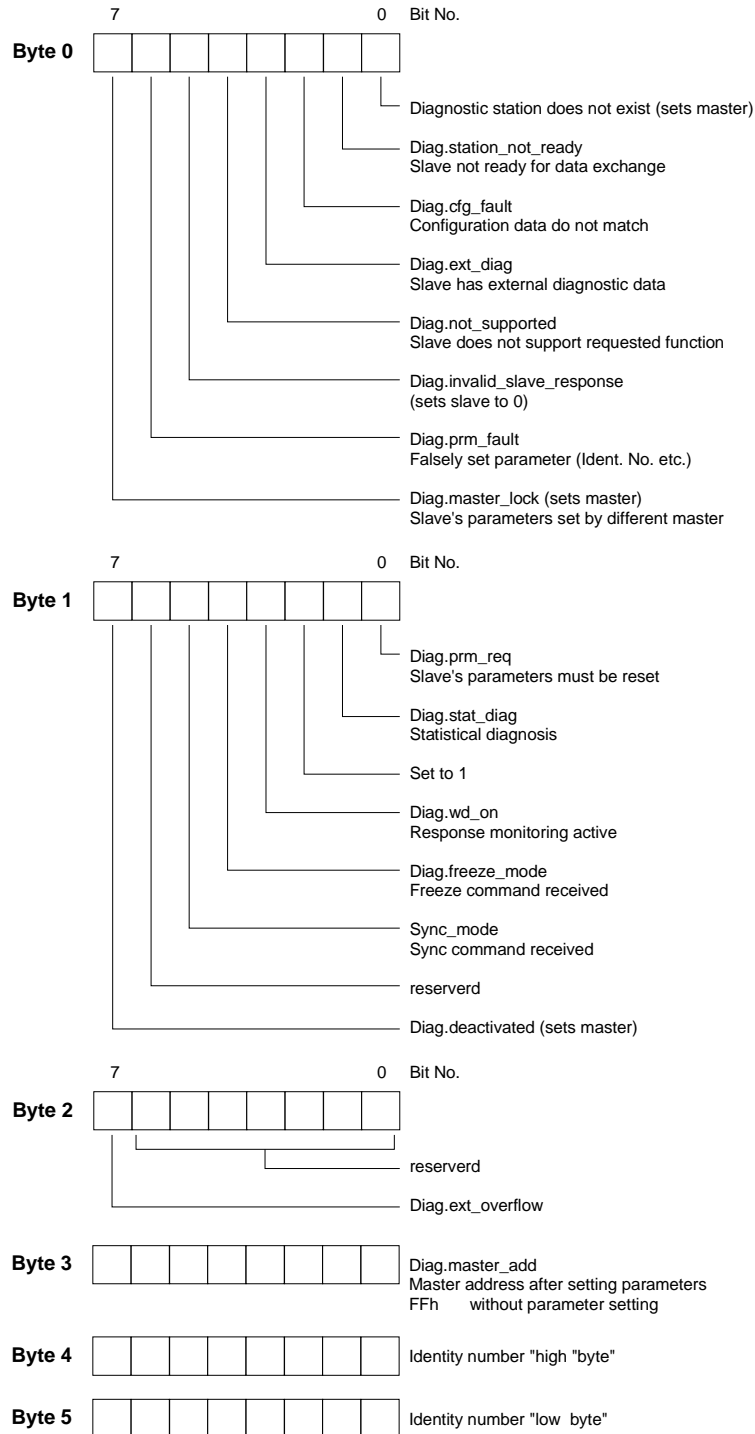 7 0 Bit No.
Byte 0
Diagnostic station does not exist (sets master)
Diag.station_not_ready
Slave not ready for data exchange
Diag.cfg_fault
Configuration data do not match
Diag.ext_diag
Slave has external diagnostic data
Diag.not_supported
Slave does not support requested function
Diag.invalid_slave_response
(sets slave to 0)
Diag.prm_fault
Falsely set parameter (Ident. No. etc.)
Diag.master_lock (sets master)
Slave's parameters set by different master
7 0 Bit No.
Byte 1
Diag.prm_req
Slave's parameters must be reset
Diag.stat_diag
Statistical diagnosis
Set to 1
Diag.wd_on
Response monitoring active
Diag.freeze_mode
Freeze command received
Sync_mode
Sync command received
reserverd
Diag.deactivated (sets master)
7 0 Bit No.
Byte 2
reserverd
Diag.ext_overflow
Byte 3 Diag.master_add
Master address after setting parameters
FFh without parameter setting
Byte 4 Identity number "high "byte"
Byte 5 Identity number "low byte"